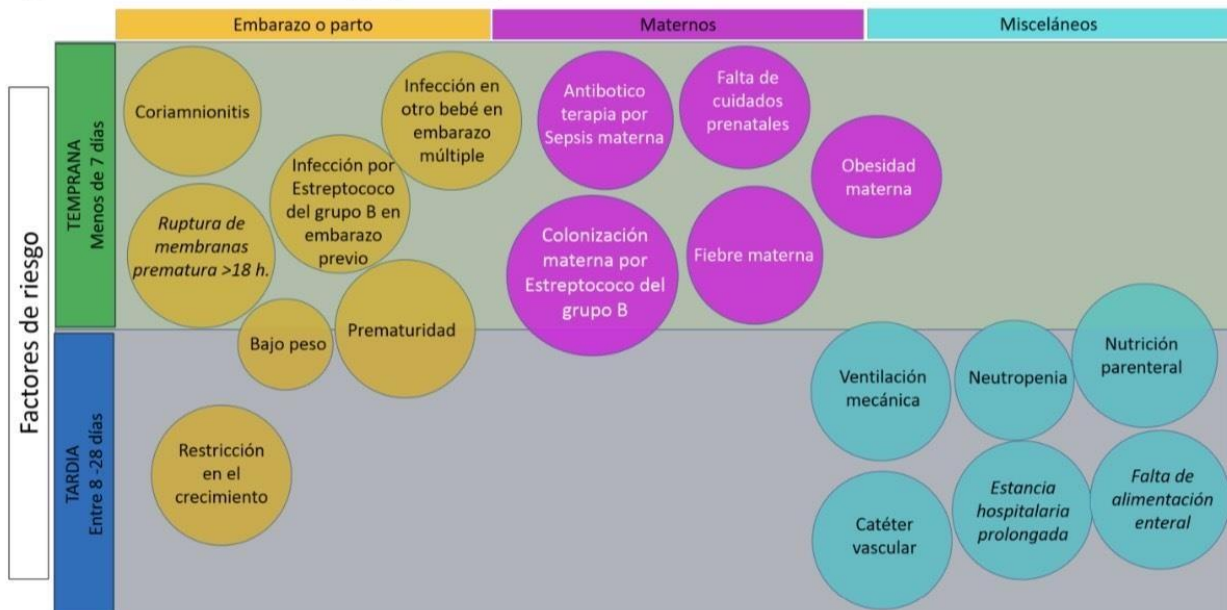 Embarazo o parto
Maternos
Misceláneos
Factores de riesgo
TEMPRANA
Menos de 7 días
Coriamnionitis
Infección en
otro bebé en
embarazo
múltiple
Infección por
Estreptococo
del grupo B en
embarazo
previo
Ruptura de
membranas
prematura >18 h.
Bajo peso
Prematuridad
Antibotico
terapia por
Sepsis materna
Falta de
cuidados
prenatales
Obesidad
materna
Colonización
materna por
Estreptococo del
grupo B
Fiebre materna
TARDIA
Entre 8 -28 días
Restricción
en el
crecimiento
Ventilación
mecánica
Neutropenia
Nutrición
parenteral
Catéter
vascular
Estancia
hospitalaria
prolongada
Falta de
alimentación
enteral